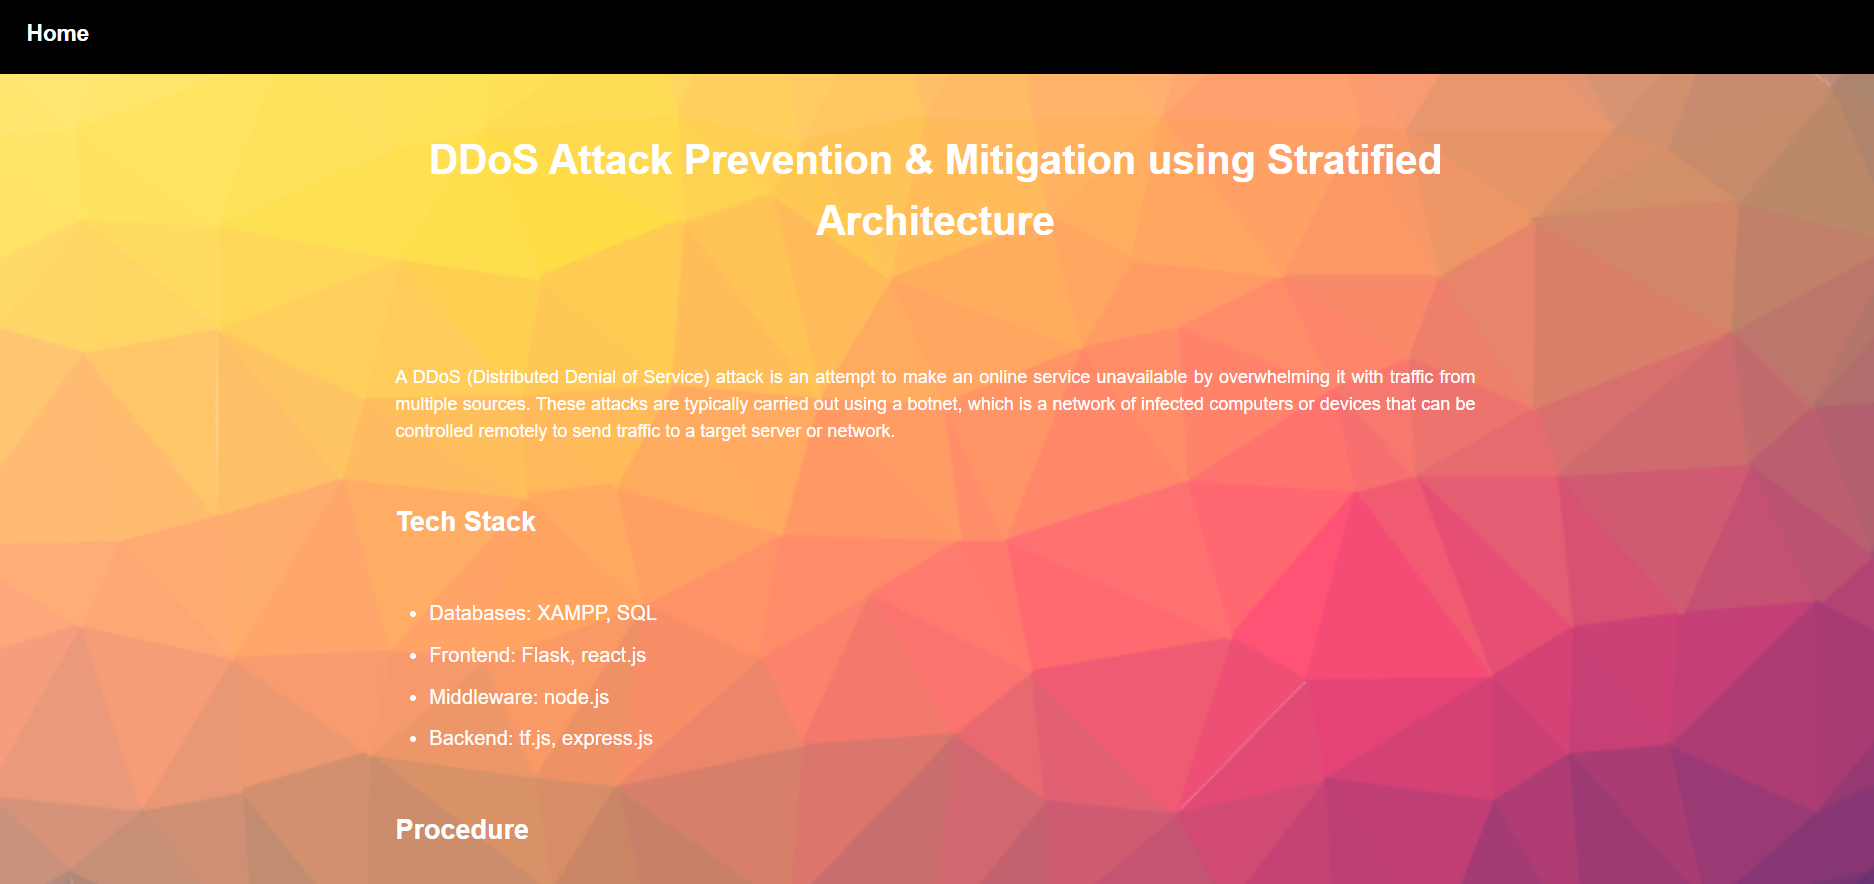 Home
DDoS Attack Prevention & Mitigation using Stratified
Architecture
A DDoS (Distributed Denial of Service) attack is an attempt to make an online service unavailable by overwhelming it with traffic from
multiple sources. These attacks are typically carried out using a botnet, which is a network of infected computers or devices that can be
controlled remotely to send traffic to a target server or network.
Tech Stack
• Databases: XAMPP, SQL
• Frontend: Flask, react.js
• Middleware: node.js
• Backend: tf.js, express.js
Procedure